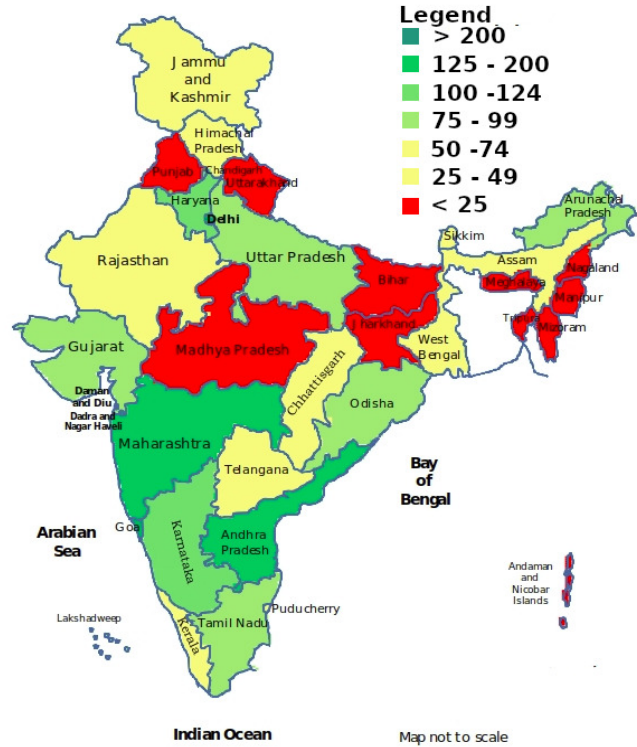 Legend
> 200
125 - 200
100 -124
75 - 99
50 -74
25 - 49
< 25
Jammu
and
Kashmir
Himachal
Pradesh
Punjab
Chandigarh
Uttarakhand
Haryana
Delhi
Arunachal
Pradesh
Sikkim
Rajasthan
Uttar Pradesh
Assam
Nagaland
Bihar
Meghalaya
Manipur
Tripura
Mizoram
Jharkhand
West
Bengal
Gujarat
Madhya Pradesh
Chhattisgarh
Daman
and Diu
Dadra and
Nagar Haveli
Odisha
Maharashtra
Telangana
Bay
of
Bengal
Goa
Arabian
Sea
Karnataka
Andhra
Pradesh
Andaman
and
Nicobar
Islands
Puducherry
Lakshadweep
Kerala
Tamil Nadu
Indian Ocean
Map not to scale